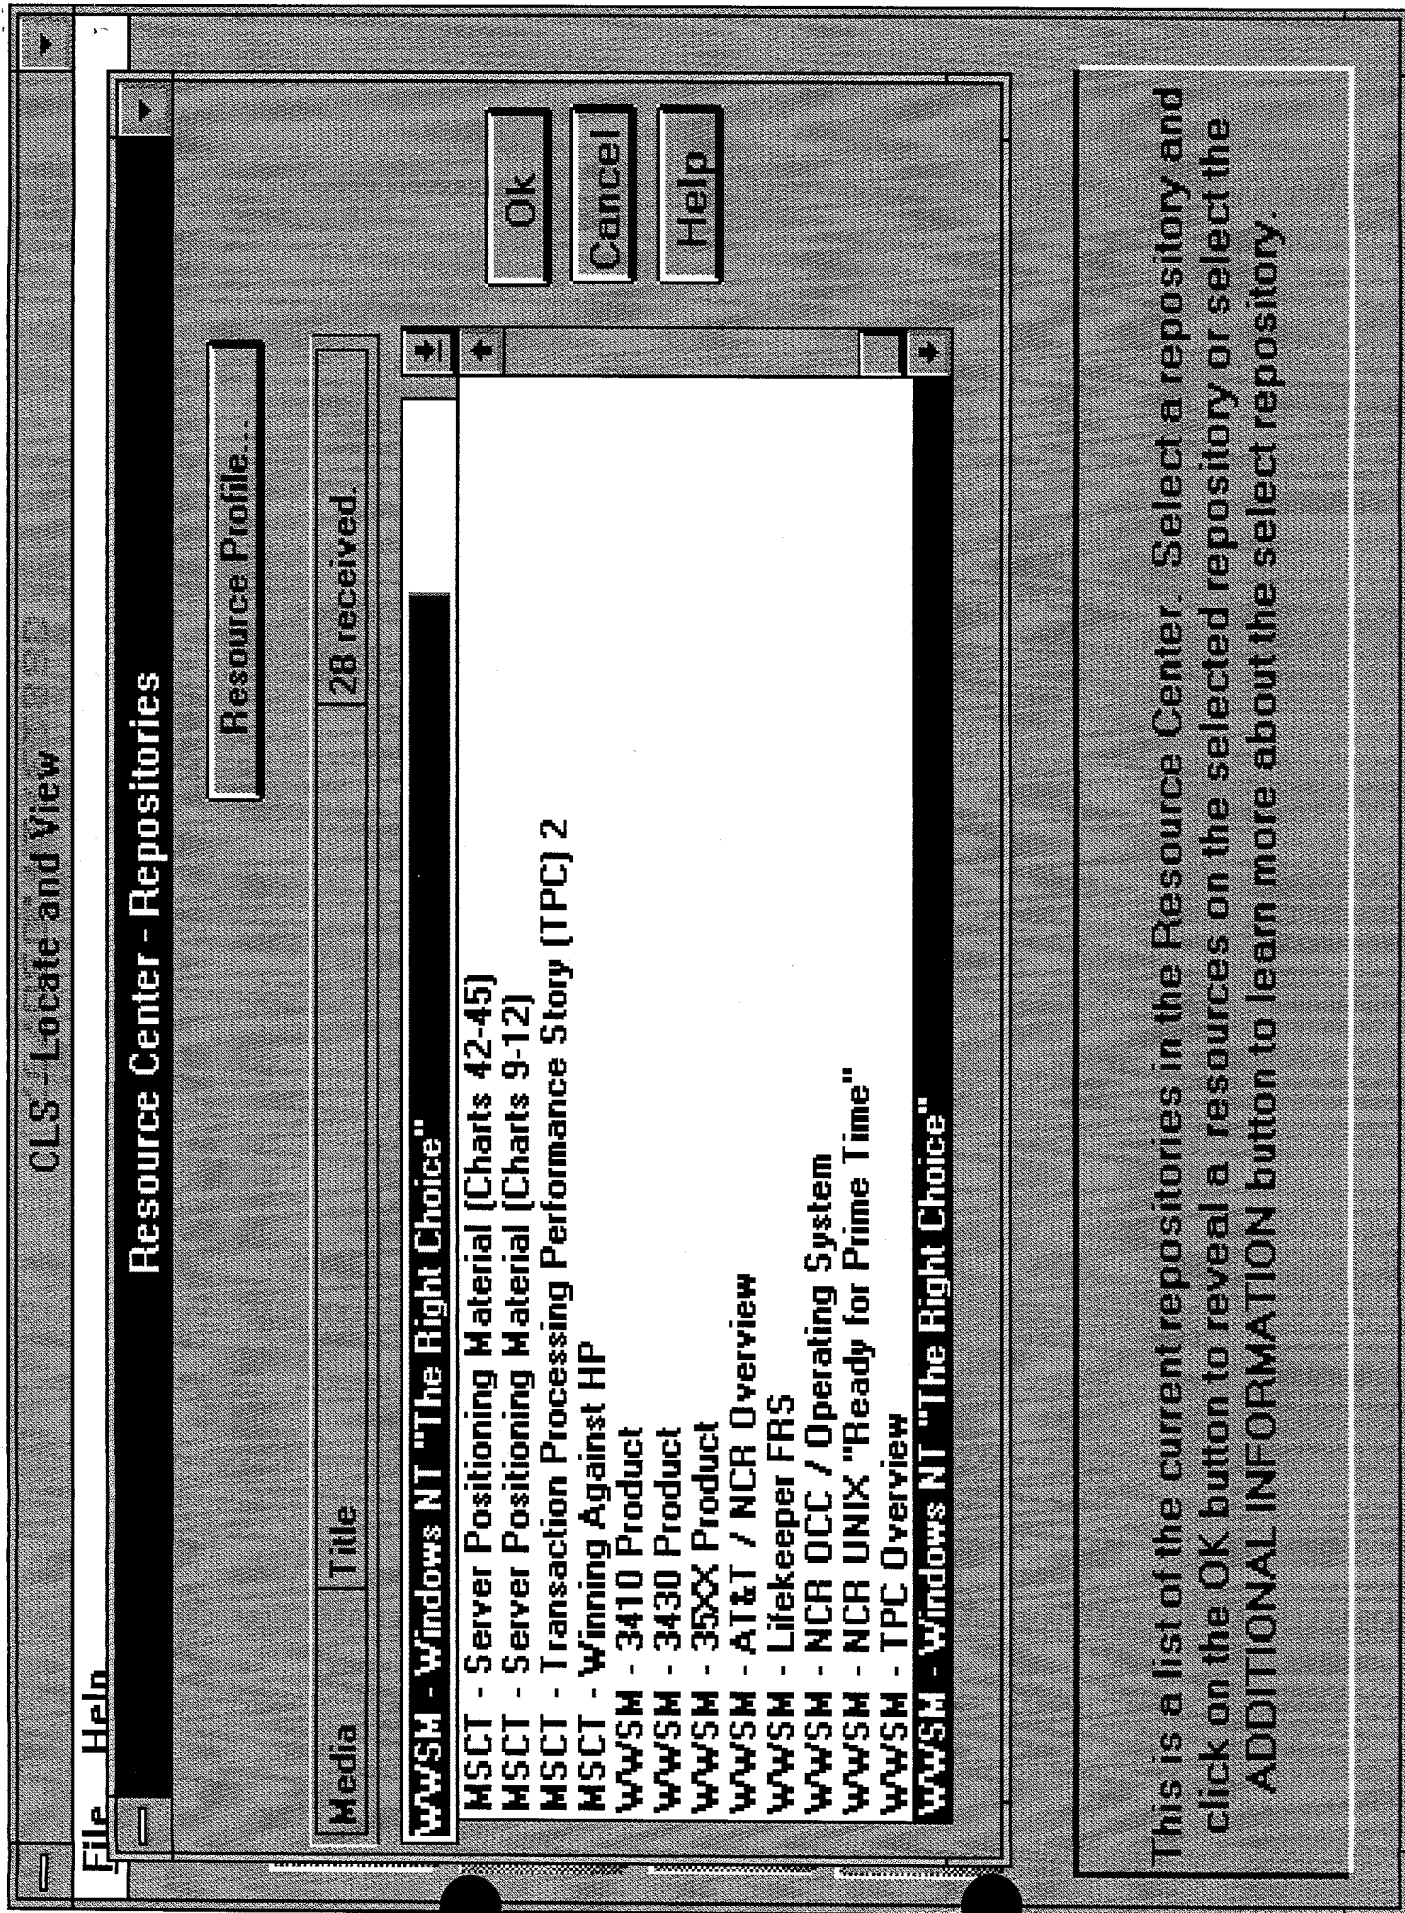 CLS - Locate and View
File Help
Resource Center - Repositories
Resource Profile...
Media Title 28 received.
WWSM - Windows NT "The Right Choice"
MSCT - Server Positioning Material (Charts 42-45)
MSCT - Server Positioning Material (Charts 9-12)
MSCT - Transaction Processing Performance Story (TPC) 2
MSCT - Winning Against HP
WWSM - 3410 Product
WWSM - 3430 Product
WWSM - 35XX Product
WWSM - AT&T / NCR Overview
WWSM - Lifekeeper FRS
WWSM - NCR OCC / Operating System
WWSM - NCR UNIX "Ready for Prime Time"
WWSM - TPC Overview
WWSM - Windows NT "The Right Choice"
Ok
Cancel
Help
This is a list of the current repositories in the Resource Center. Select a repository and
click on the OK button to reveal a resources on the selected repository or select the
ADDITIONAL INFORMATION button to learn more about the select repository.